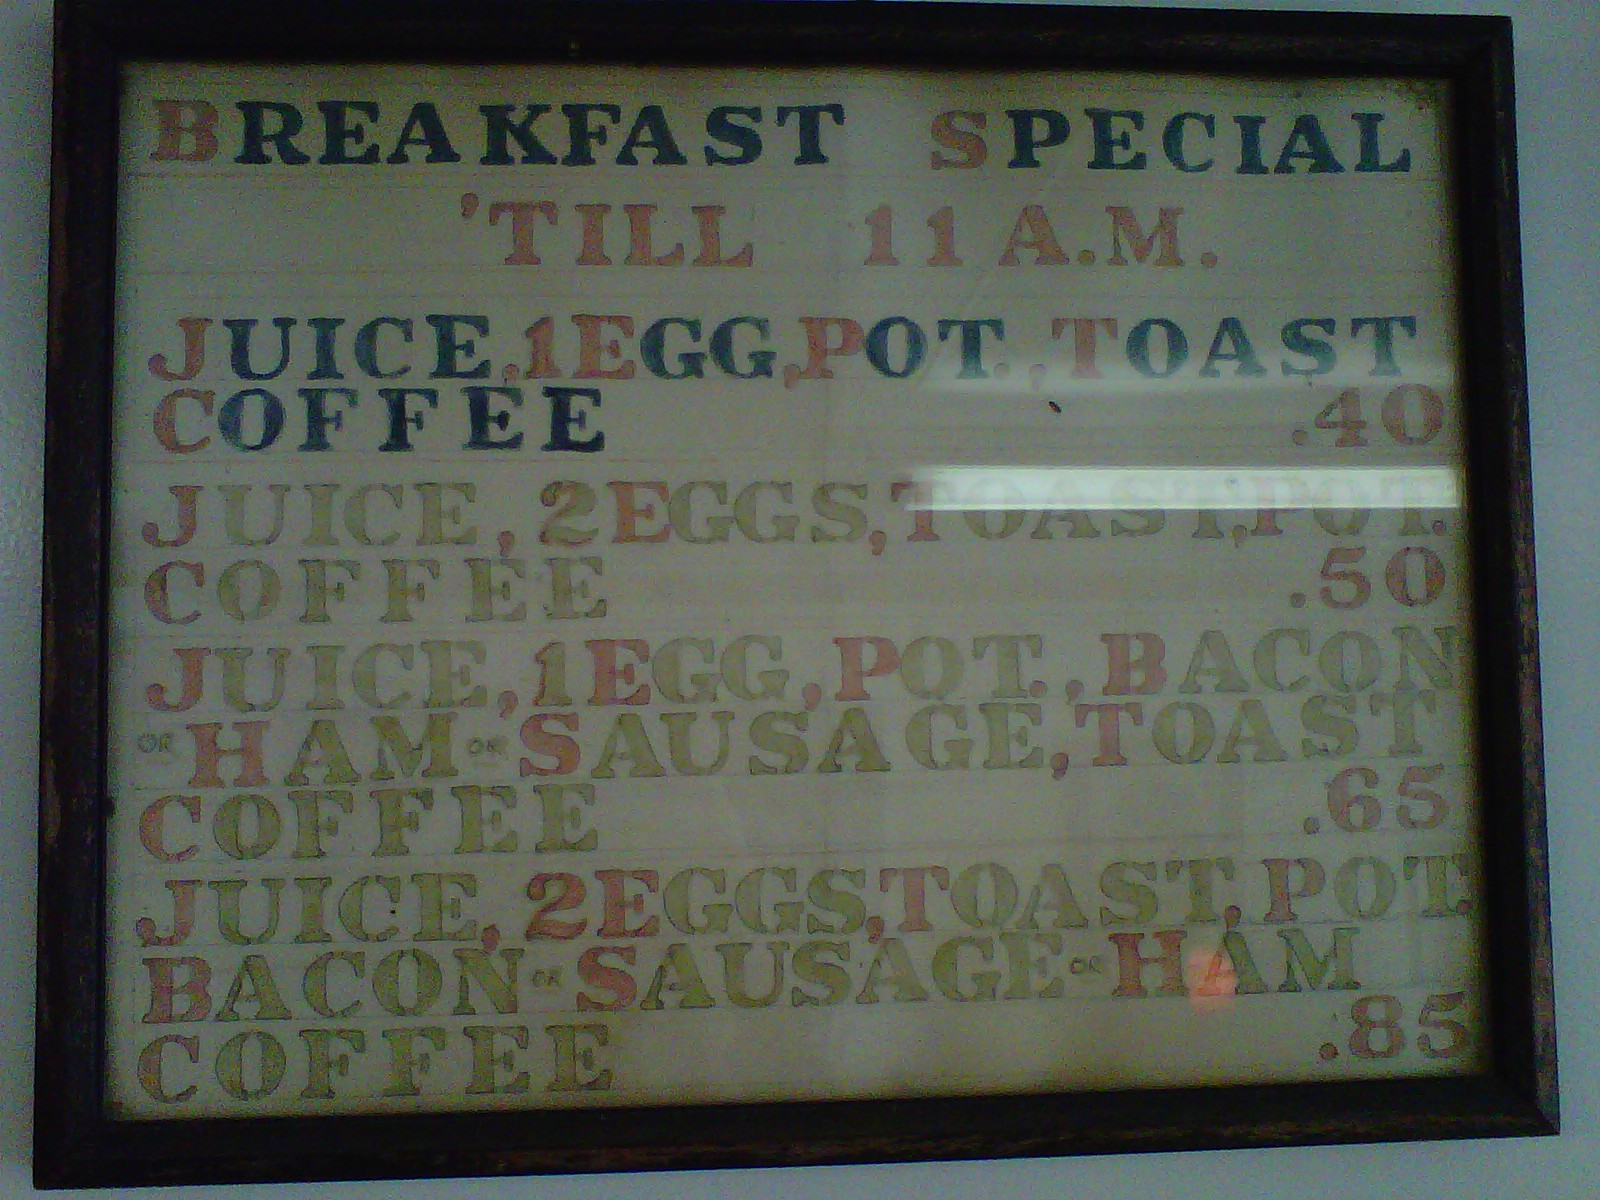 BREAKFAST SPECIAL
'TILL 11 A.M.
JUICE, 1 EGG, POT., TOAST
COFFEE .40
JUICE, 2 EGGS, TOAST, POT.
COFFEE .50
JUICE, 1 EGG, POT., BACON
OR HAM OR SAUSAGE, TOAST
COFFEE .65
JUICE, 2 EGGS, TOAST, POT.
BACON OR SAUSAGE OR HAM
COFFEE .85